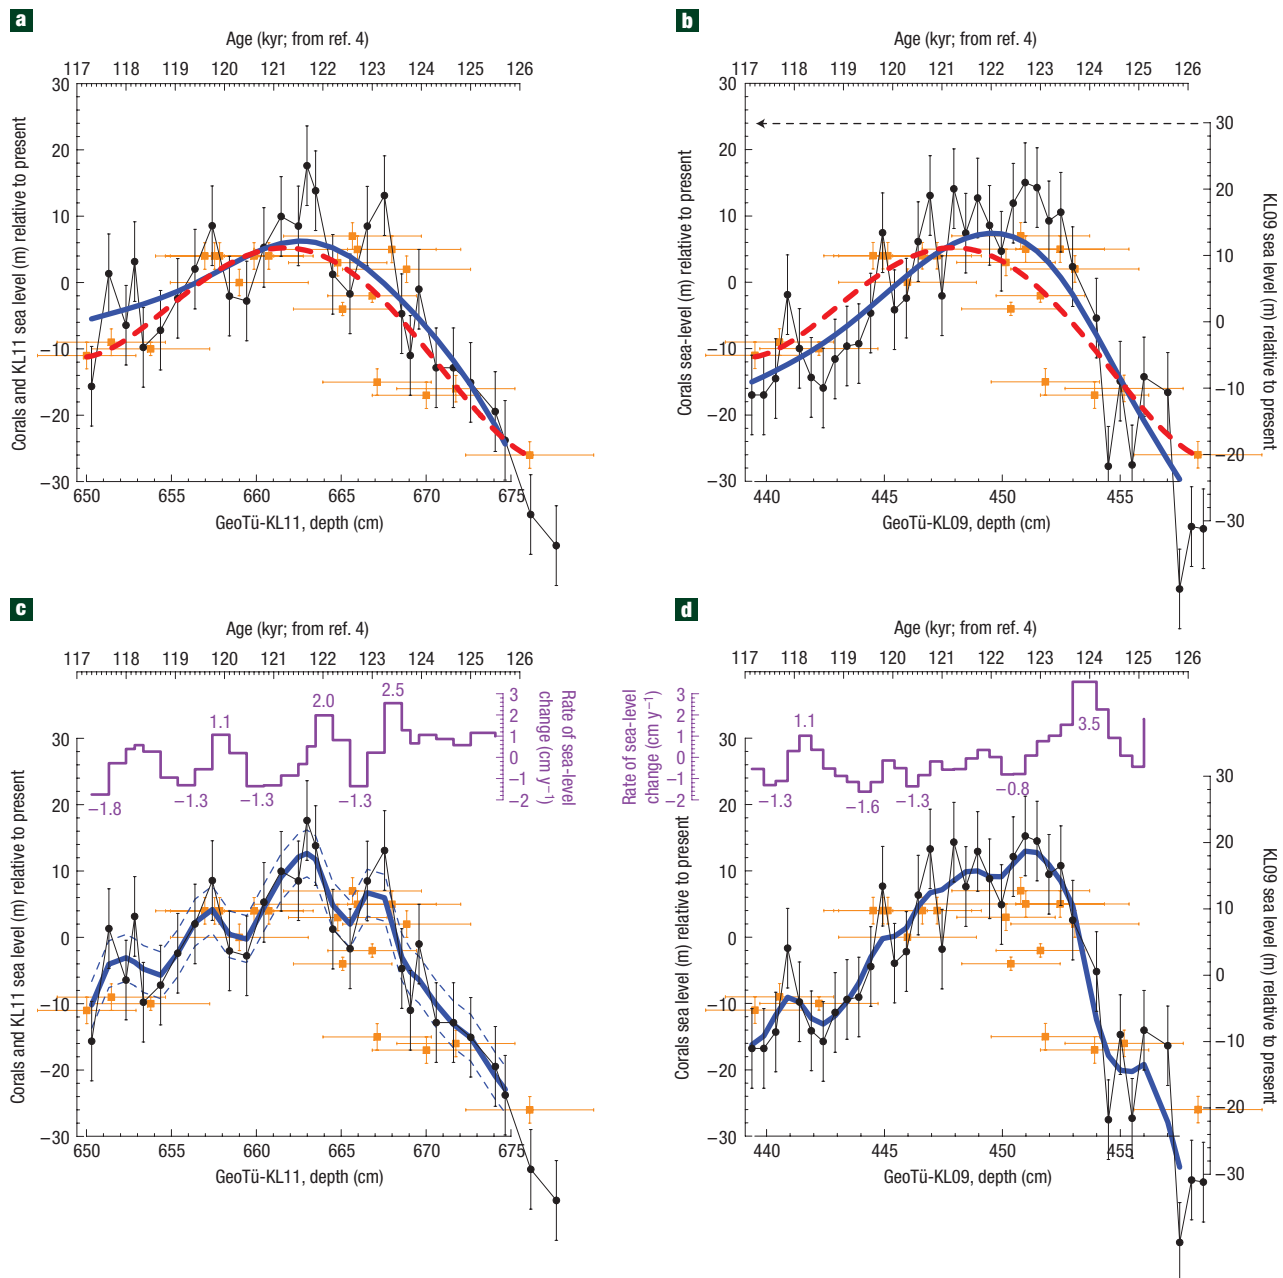 a
Age (kyr; from ref. 4)
117 118 119 120 121 122 123 124 125 126
Corals and KL11 sea level (m) relative to present
30
20
10
0
−10
−20
−30
650 655 660 665 670 675
GeoTü-KL11, depth (cm)
b
Age (kyr; from ref. 4)
117 118 119 120 121 122 123 124 125 126
Corals sea-level (m) relative to present
30
20
10
0
−10
−20
−30
30
20
10
0
−10
−20
−30
KL09 sea level (m) relative to present
440 445 450 455
GeoTü-KL09, depth (cm)
c
Age (kyr; from ref. 4)
117 118 119 120 121 122 123 124 125 126
−1.8
−1.3
1.1
−1.3
2.0
−1.3
2.5
3
2
1
0
−1
−2
Rate of sea-level
change (cm y−1)
Corals and KL11 sea level (m) relative to present
30
20
10
0
−10
−20
−30
650 655 660 665 670 675
GeoTü-KL11, depth (cm)
d
Age (kyr; from ref. 4)
117 118 119 120 121 122 123 124 125 126
Rate of sea-level
change (cm y−1)
3
2
1
0
−1
−2
−1.3
1.1
−1.6
−1.3
−0.8
3.5
Corals sea level (m) relative to present
30
20
10
0
−10
−20
−30
30
20
10
0
−10
−20
−30
KL09 sea level (m) relative to present
440 445 450 455
GeoTü-KL09, depth (cm)